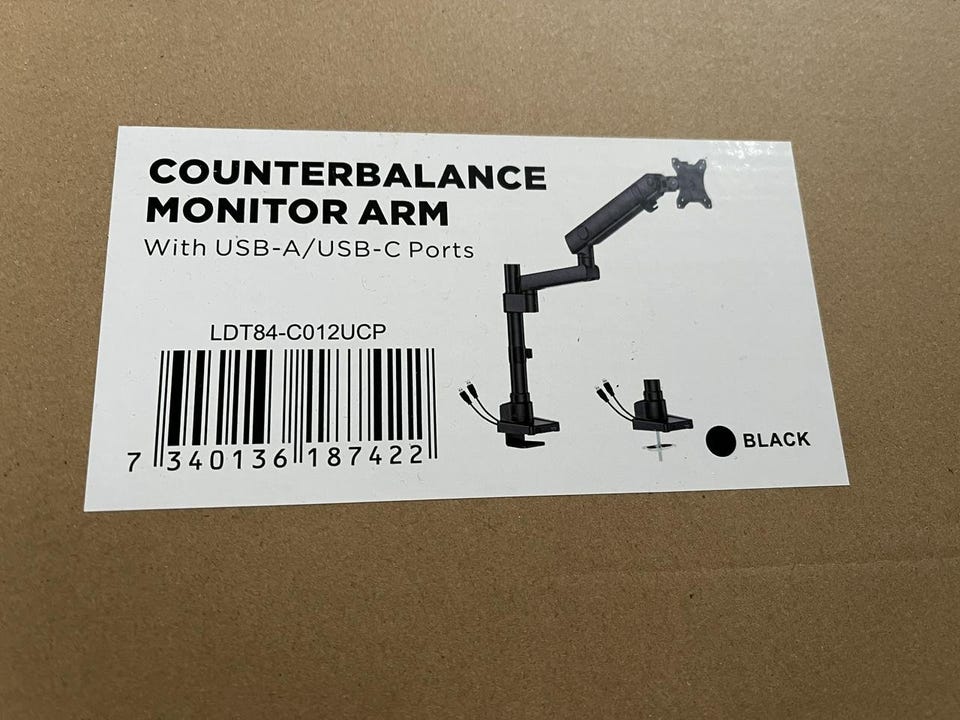 COUNTERBALANCE
MONITOR ARM
With USB-A/USB-C Ports
LDT84-C012UCP
7 340136 187422
BLACK